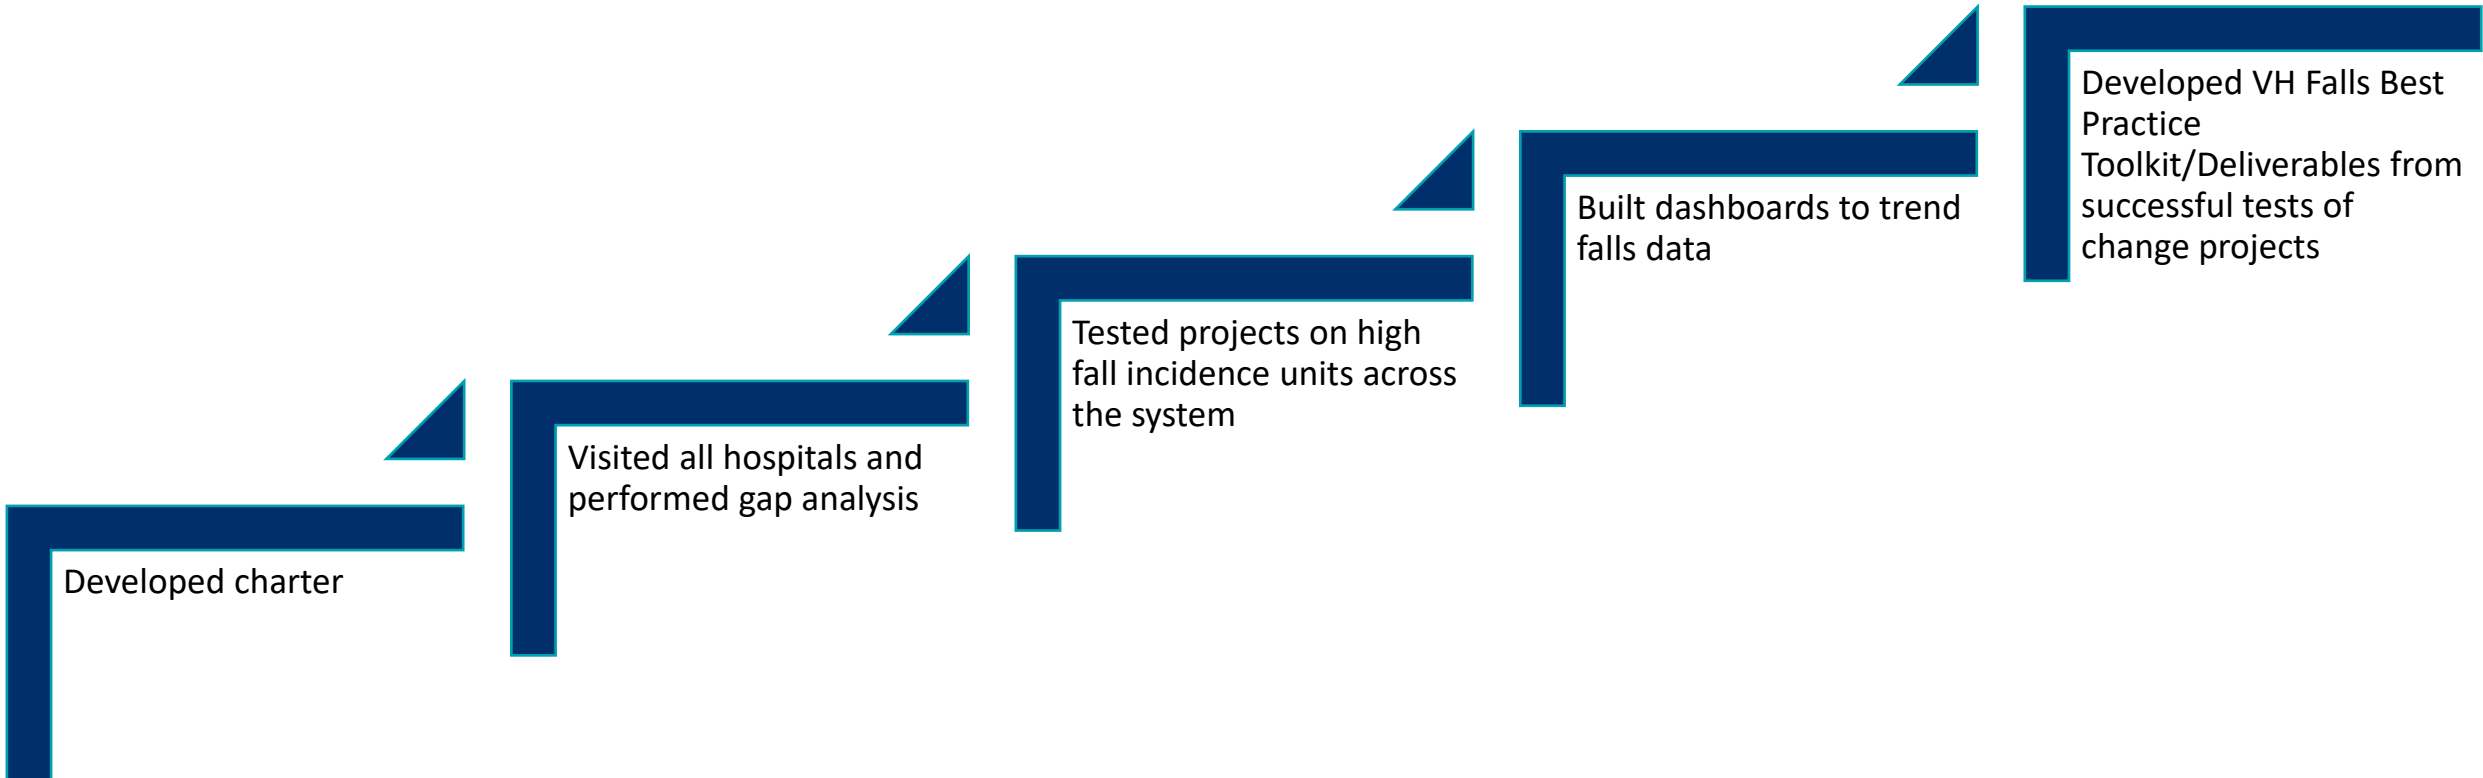 Developed charter
Visited all hospitals and
performed gap analysis
Tested projects on high
fall incidence units across
the system
Built dashboards to trend
falls data
Developed VH Falls Best
Practice
Toolkit/Deliverables from
successful tests of
change projects